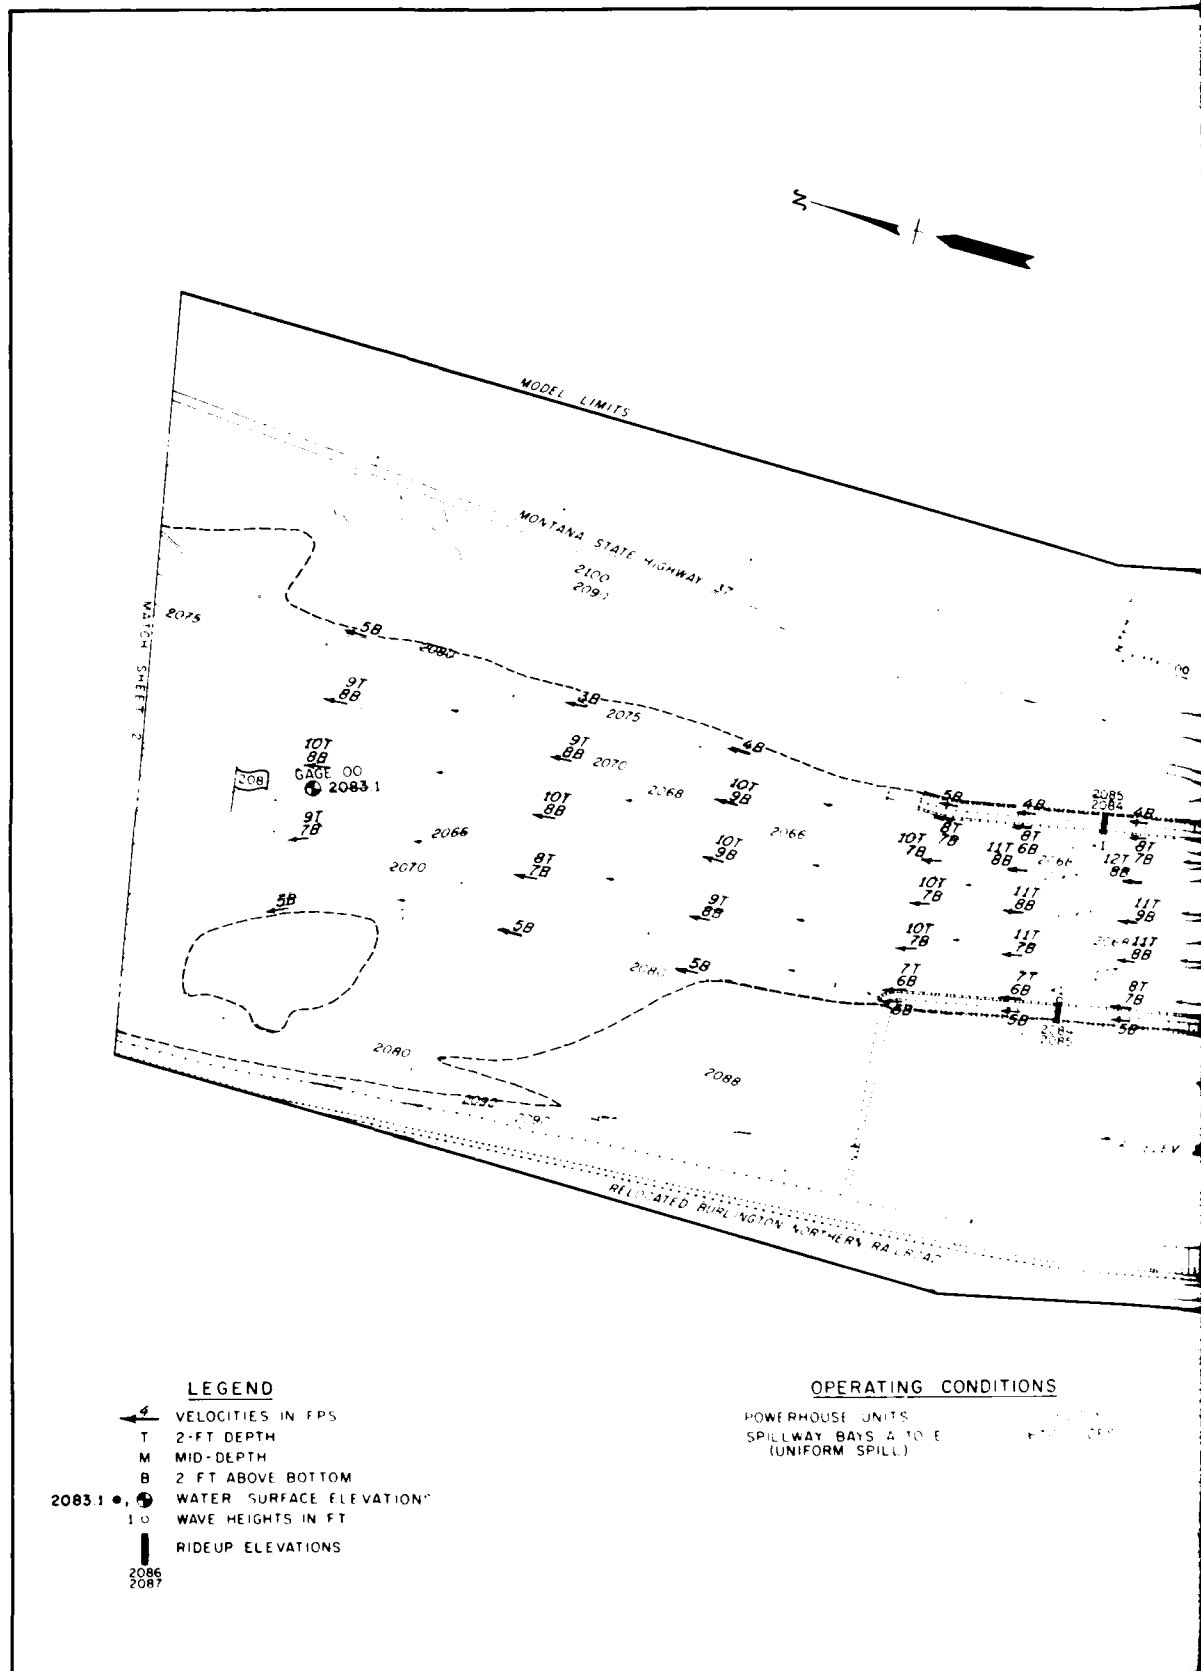 N
MODEL LIMITS
MONTANA STATE HIGHWAY 37
2100
MATCH SHEET 2
2075
5B
2080
9T
8B
3B
2075
10T
8B
9T
8B
2070
4B
GAGE 00
2083.1
10T
8B
2068
10T
9B
5B
4B
2085
2084
4B
9T
7B
2066
2070
8T
7B
10T
9B
2066
10T
7B
8T
7B
11T
8B
8T
6B
12T
8B
8T
7B
5B
5B
9T
8B
10T
7B
11T
8B
11T
9B
2080
5B
10T
7B
11T
7B
11T
8B
7T
6B
7T
6B
8T
7B
5B
5B
2085
2080
2088
2090
2090
ELEV
RELOCATED BURLINGTON NORTHERN RAILROAD
LEGEND
4 VELOCITIES IN FPS
T 2-FT DEPTH
M MID-DEPTH
B 2 FT ABOVE BOTTOM
2083.1 •, WATER SURFACE ELEVATIONS
1 o WAVE HEIGHTS IN FT
RIDEUP ELEVATIONS
2086
2087
OPERATING CONDITIONS
POWERHOUSE UNITS
SPILLWAY BAYS A TO E
(UNIFORM SPILL)